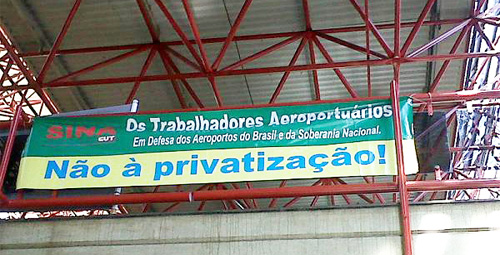 SINA
CUT
Os Trabalhadores Aeroportuários
Em Defesa dos Aeroportos do Brasil e da Soberania Nacional.
Não à privatização!